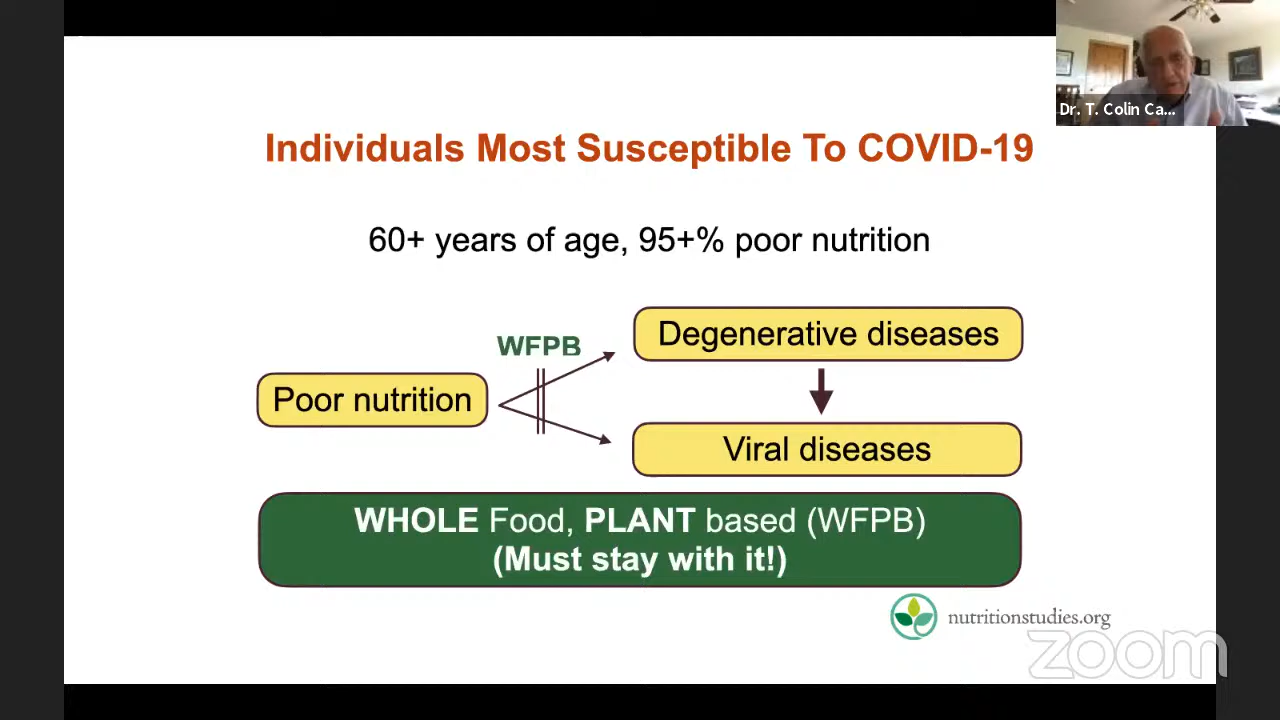 Dr. T. Colin Ca...
Individuals Most Susceptible To COVID-19
60+ years of age, 95+% poor nutrition
WFPB
Degenerative diseases
Poor nutrition
Viral diseases
WHOLE Food, PLANT based (WFPB)
(Must stay with it!)
nutritionstudies.org
zoom